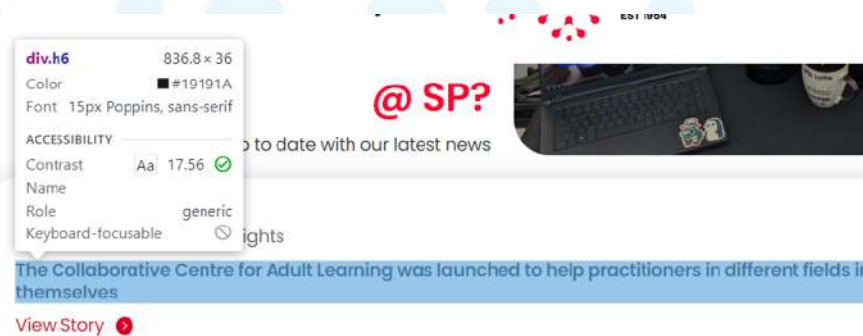 EST 1964
div.h6 836.8 × 36
Color #19191A
Font 15px Poppins, sans-serif
@ SP?
ACCESSIBILITY
to date with our latest news
Contrast Aa 17.56
Name
Role generic
Keyboard-focusable
ights
The Collaborative Centre for Adult Learning was launched to help practitioners in different fields
themselves
View Story